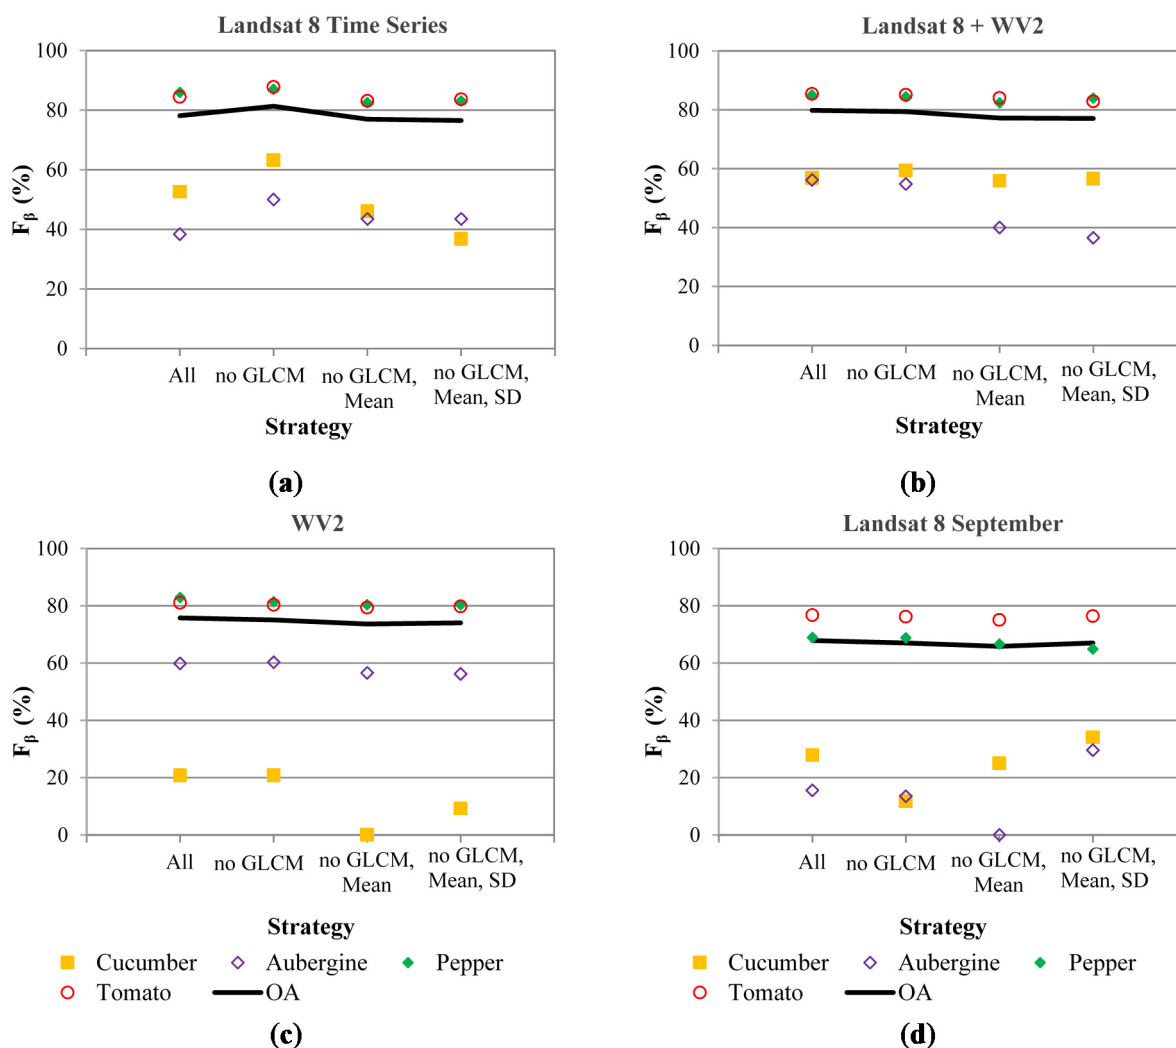 Landsat 8 Time Series
100
80
60
40
20
0
F_β (%)
All
no GLCM
no GLCM,
Mean
no GLCM,
Mean, SD
Strategy
(a)
Landsat 8 + WV2
100
80
60
40
20
0
F_β (%)
All
no GLCM
no GLCM,
Mean
no GLCM,
Mean, SD
Strategy
(b)
WV2
100
80
60
40
20
0
F_β (%)
All
no GLCM
no GLCM,
Mean
no GLCM,
Mean, SD
Strategy
Cucumber
Aubergine
Pepper
Tomato
OA
(c)
Landsat 8 September
100
80
60
40
20
0
F_β (%)
All
no GLCM
no GLCM,
Mean
no GLCM,
Mean, SD
Strategy
Cucumber
Aubergine
Pepper
Tomato
OA
(d)